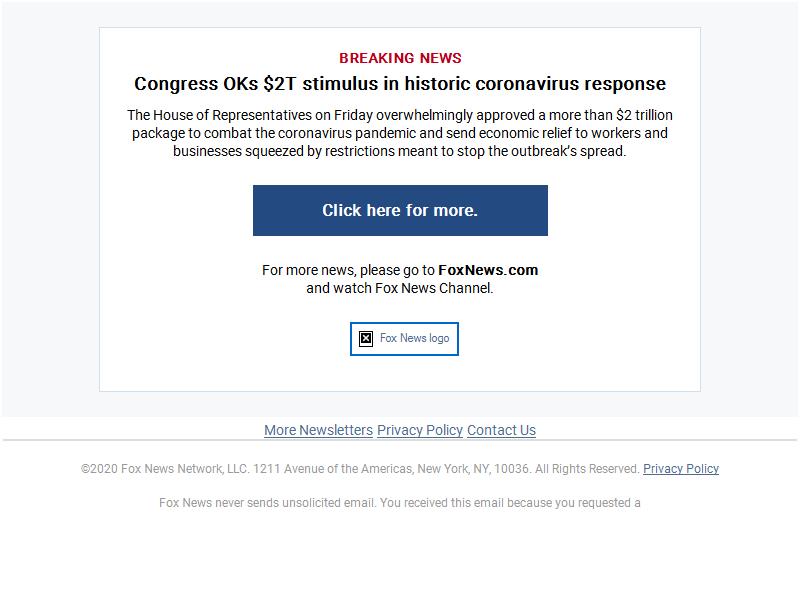 BREAKING NEWS
Congress OKs $2T stimulus in historic coronavirus response
The House of Representatives on Friday overwhelmingly approved a more than $2 trillion
package to combat the coronavirus pandemic and send economic relief to workers and
businesses squeezed by restrictions meant to stop the outbreak’s spread.
Click here for more.
For more news, please go to FoxNews.com
and watch Fox News Channel.
Fox News logo
More Newsletters Privacy Policy Contact Us
©2020 Fox News Network, LLC. 1211 Avenue of the Americas, New York, NY, 10036. All Rights Reserved. Privacy Policy
Fox News never sends unsolicited email. You received this email because you requested a